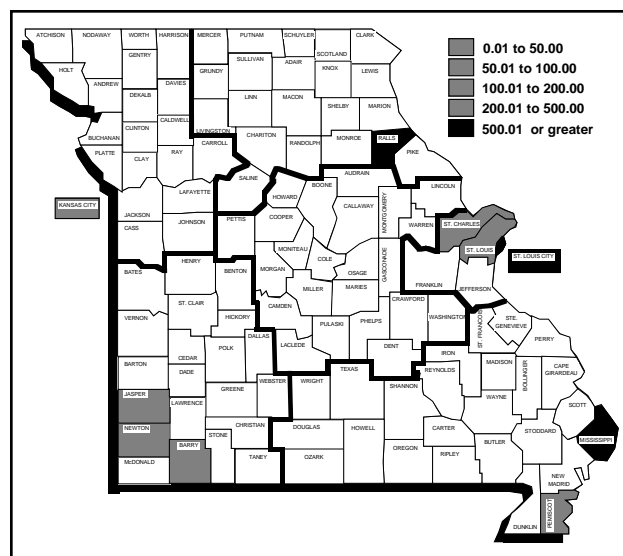 ATCHISON NODAWAY WORTH HARRISON MERCER PUTNAM SCHUYLER CLARK
SCOTLAND
GENTRY SULLIVAN ADAIR
HOLT GRUNDY KNOX LEWIS
ANDREW DAVIES
DEKALB LINN MACON
SHELBY MARION
CLINTON CALDWELL
BUCHANAN LIVINGSTON CHARITON RANDOLPH MONROE RALLS
PLATTE CLAY RAY CARROLL PIKE
AUDRAIN
SALINE
LAFAYETTE HOWARD BOONE LINCOLN
KANSAS CITY
JACKSON PETTIS COOPER CALLAWAY MONTGOMERY WARREN ST. CHARLES
CASS JOHNSON
MONITEAU ST. LOUIS
COLE GASCONADE ST. LOUIS CITY
BATES HENRY BENTON MORGAN OSAGE
MILLER MARIES FRANKLIN JEFFERSON
ST. CLAIR CAMDEN CRAWFORD
VERNON HICKORY PULASKI PHELPS WASHINGTON ST. FRANCOIS STE.
GENEVIEVE
DALLAS LACLEDE PERRY
POLK DENT IRON
BARTON CEDAR TEXAS REYNOLDS MADISON BOLLINGER CAPE
GIRARDEAU
DADE WEBSTER WRIGHT SHANNON
GREENE WAYNE
JASPER LAWRENCE SCOTT
NEWTON CHRISTIAN DOUGLAS HOWELL CARTER STODDARD
STONE MISSISSIPPI
BARRY OREGON RIPLEY BUTLER
McDONALD TANEY OZARK
NEW
MADRID
PEMISCOT
DUNKLIN
0.01 to 50.00
50.01 to 100.00
100.01 to 200.00
200.01 to 500.00
500.01 or greater